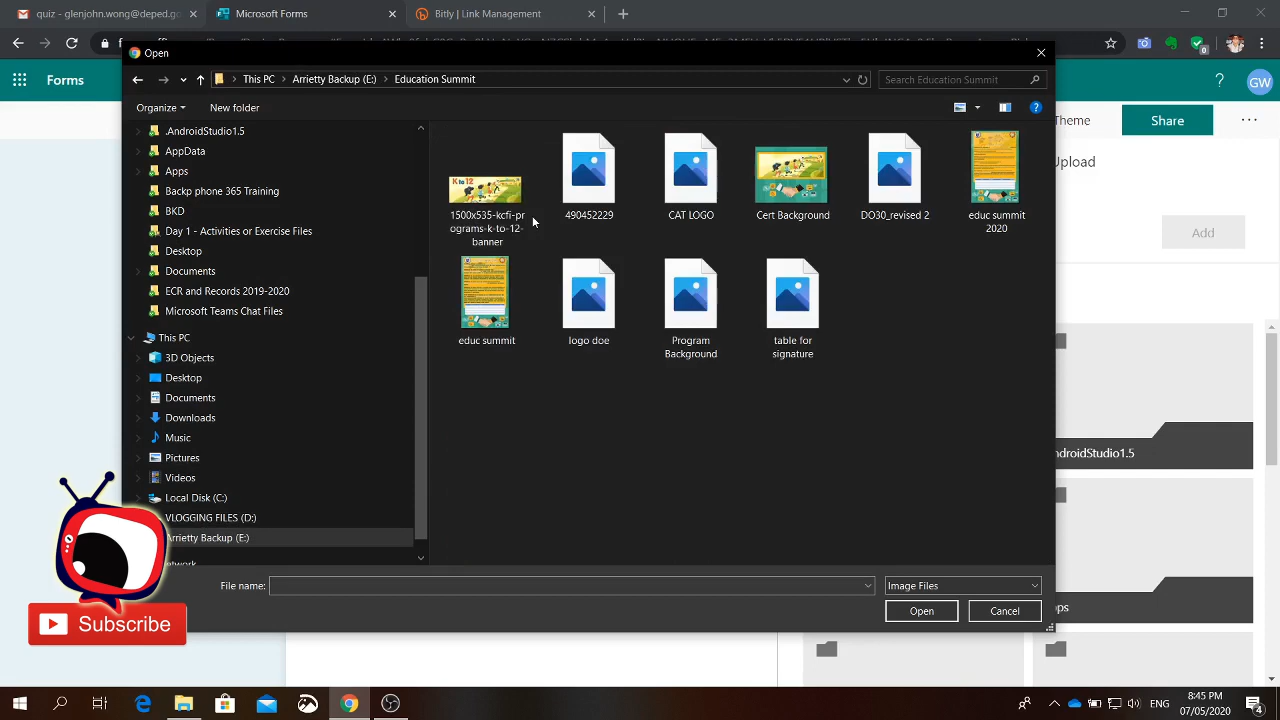 quiz - glenjohn.wong@deped.go
Microsoft Forms
Bitly | Link Management
Open
Forms
GW
This PC
Arrietty Backup (E:)
Education Summit
Search Education Summit
Organize
New folder
Theme
Share
Upload
Add
.AndroidStudio1.5
AppData
Apps
Backp phone 365 Training
BKD
Day 1 - Activities or Exercise Files
Desktop
Documents
ECR and Records 2019-2020
Microsoft Teams Chat Files
This PC
3D Objects
Desktop
Documents
Downloads
Music
Pictures
Videos
Local Disk (C:)
VLOGGING FILES (D:)
Arrietty Backup (E:)
K to 12
1500x535-kcfi-pr
ograms-k-to-12-
banner
490452229
CAT LOGO
Cert Background
DO30_revised 2
educ summit
2020
educ summit
logo doe
Program
Background
table for
signature
ndroidStudio1.5
File name:
Image Files
Open
Cancel
Subscribe
8:45 PM
ENG
07/05/2020